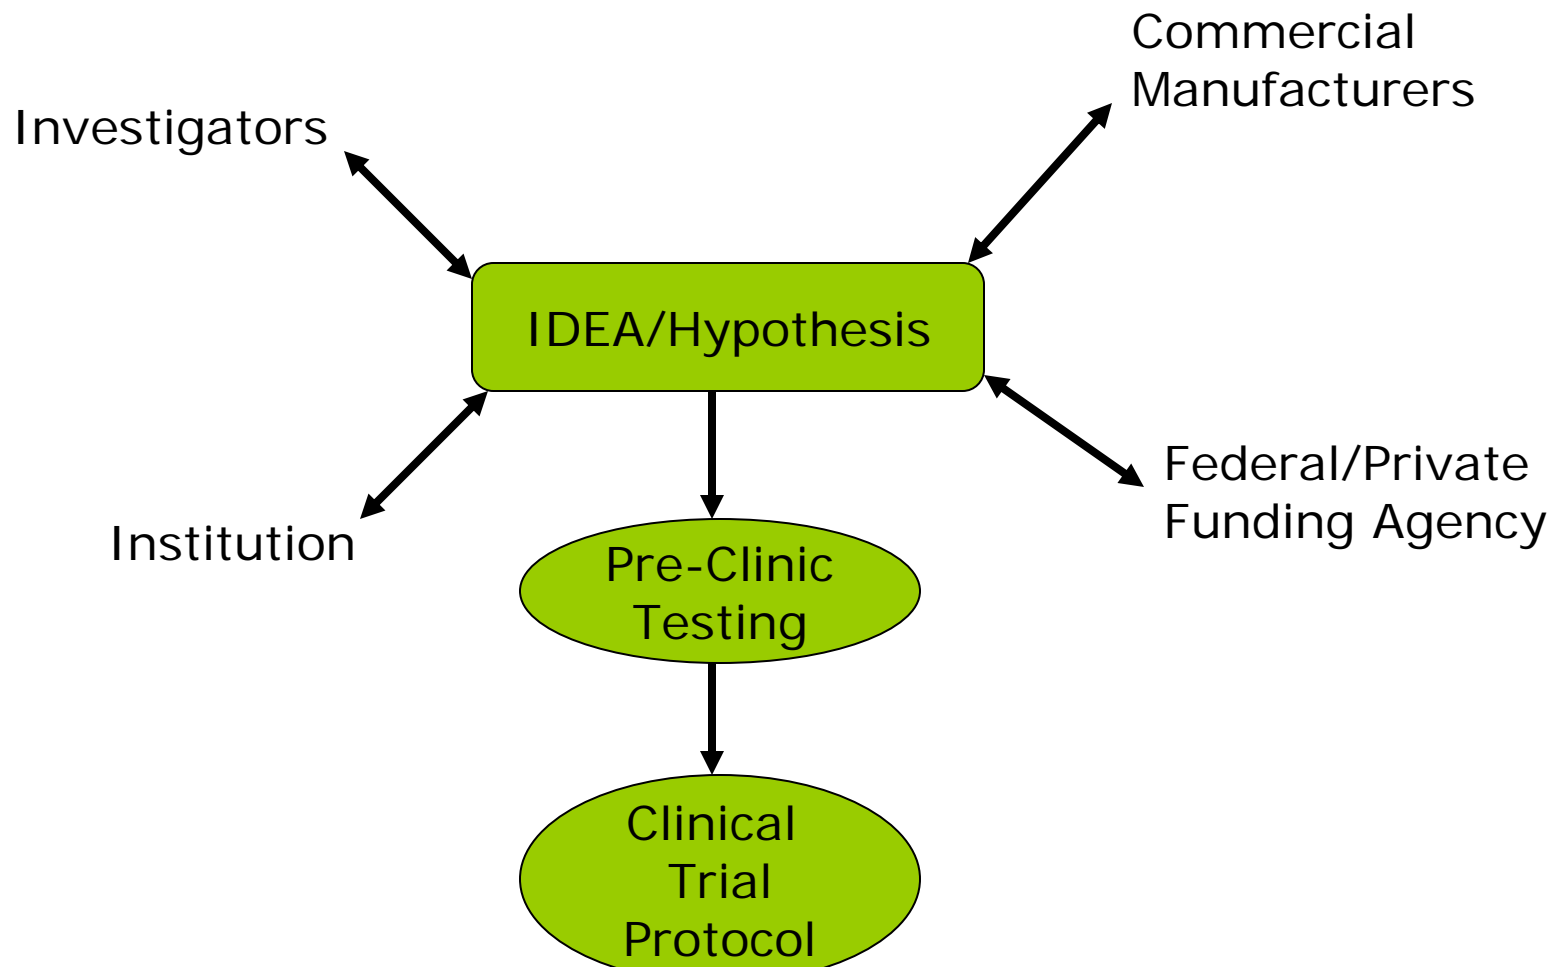 Commercial
Manufacturers
Investigators
IDEA/Hypothesis
Federal/Private
Funding Agency
Institution
Pre-Clinic
Testing
Clinical
Trial
Protocol